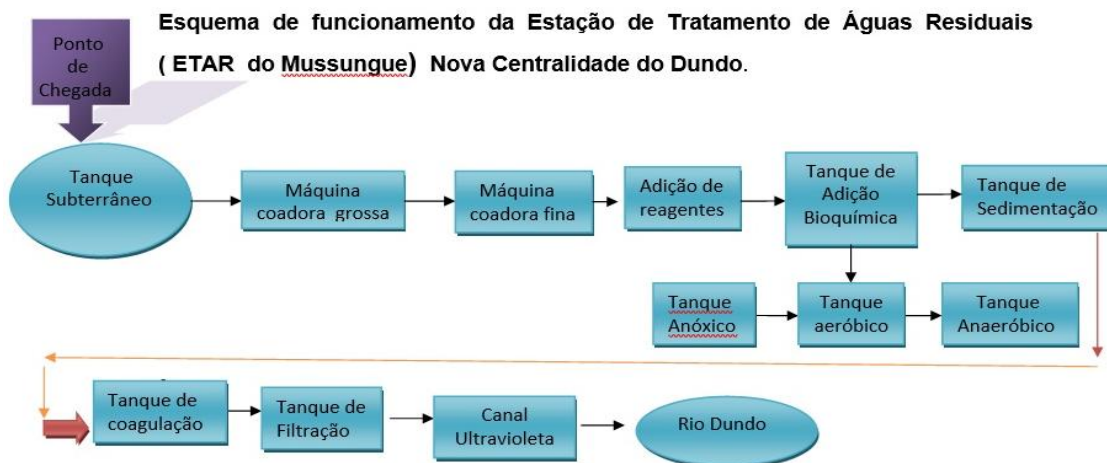 Esquema de funcionamento da Estação de Tratamento de Águas Residuais
( ETAR do Mussungue) Nova Centralidade do Dundo.
Ponto
de
Chegada
Tanque
Subterrâneo
Máquina
coadora grossa
Máquina
coadora fina
Adição de
reagentes
Tanque de
Adição
Bioquímica
Tanque de
Sedimentação
Tanque
Anóxico
Tanque
aeróbico
Tanque
Anaeróbico
Tanque de
coagulação
Tanque de
Filtração
Canal
Ultravioleta
Rio Dundo